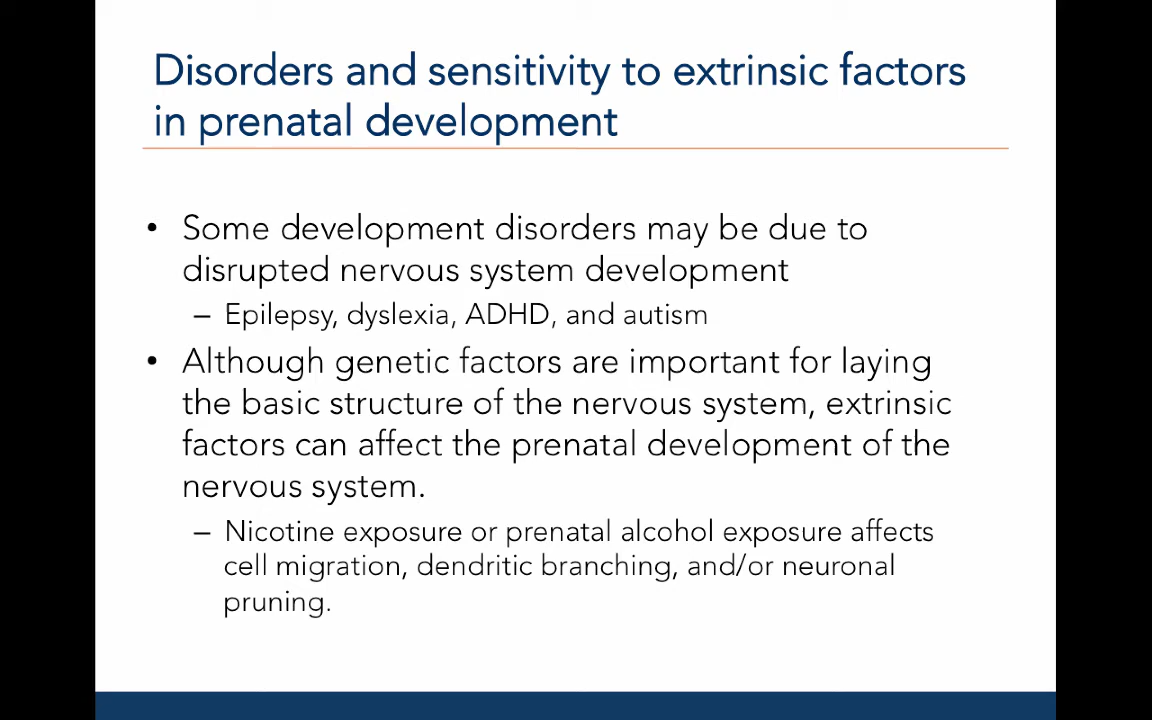 Disorders and sensitivity to extrinsic factors
in prenatal development
• Some development disorders may be due to
disrupted nervous system development
– Epilepsy, dyslexia, ADHD, and autism
• Although genetic factors are important for laying
the basic structure of the nervous system, extrinsic
factors can affect the prenatal development of the
nervous system.
– Nicotine exposure or prenatal alcohol exposure affects
cell migration, dendritic branching, and/or neuronal
pruning.